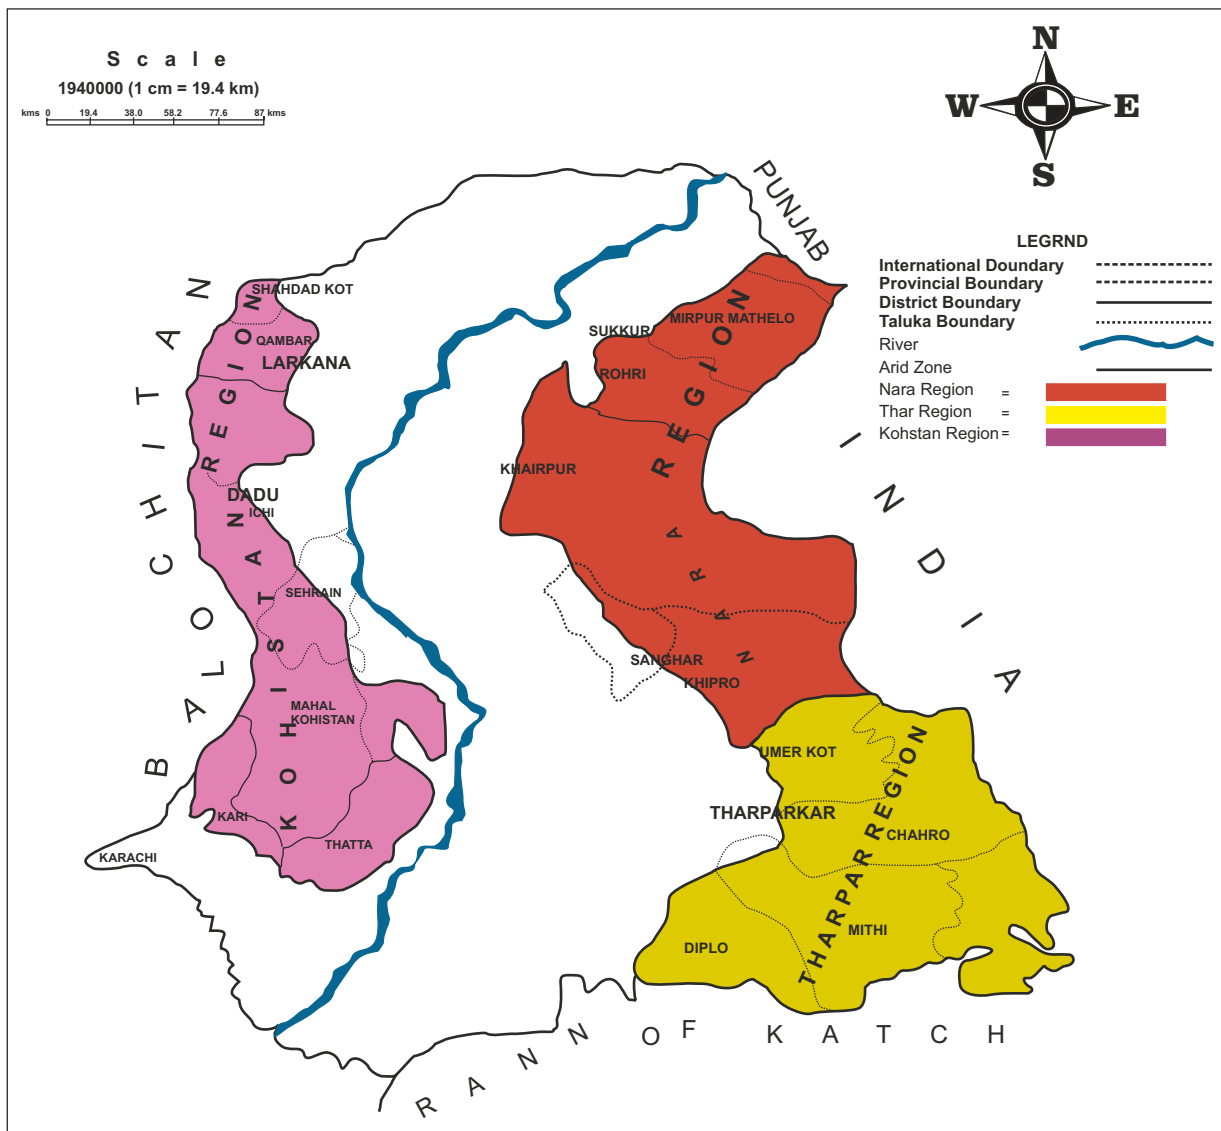 Scale
1940000 (1 cm = 19.4 km)
kms 0 19.4 38.0 58.2 77.6 87 kms
N
W E
S
PUNJAB
LEGRND
International Doundary
Provincial Boundary
District Boundary
Taluka Boundary
River
Arid Zone
Nara Region =
Thar Region =
Kohstan Region =
BALOCHITAN
INDIA
RANN OF KATCH
KOHISTAN REGION
SHAHDAD KOT
QAMBAR
LARKANA
DADU
ICHI
SEHRAIN
MAHAL
KOHISTAN
KARI
THATTA
KARACHI
NARA REGION
MIRPUR MATHELO
SUKKUR
ROHRI
KHAIRPUR
SANGHAR
KHIPRO
THARPAR REGION
UMER KOT
THARPARKAR
CHAHRO
MITHI
DIPLO